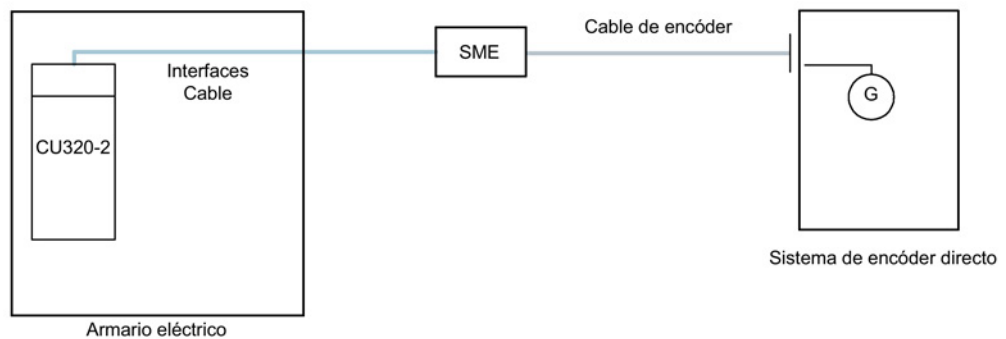 Cable de encóder
SME
Interfaces
Cable
G
CU320-2
Sistema de encóder directo
Armario eléctrico